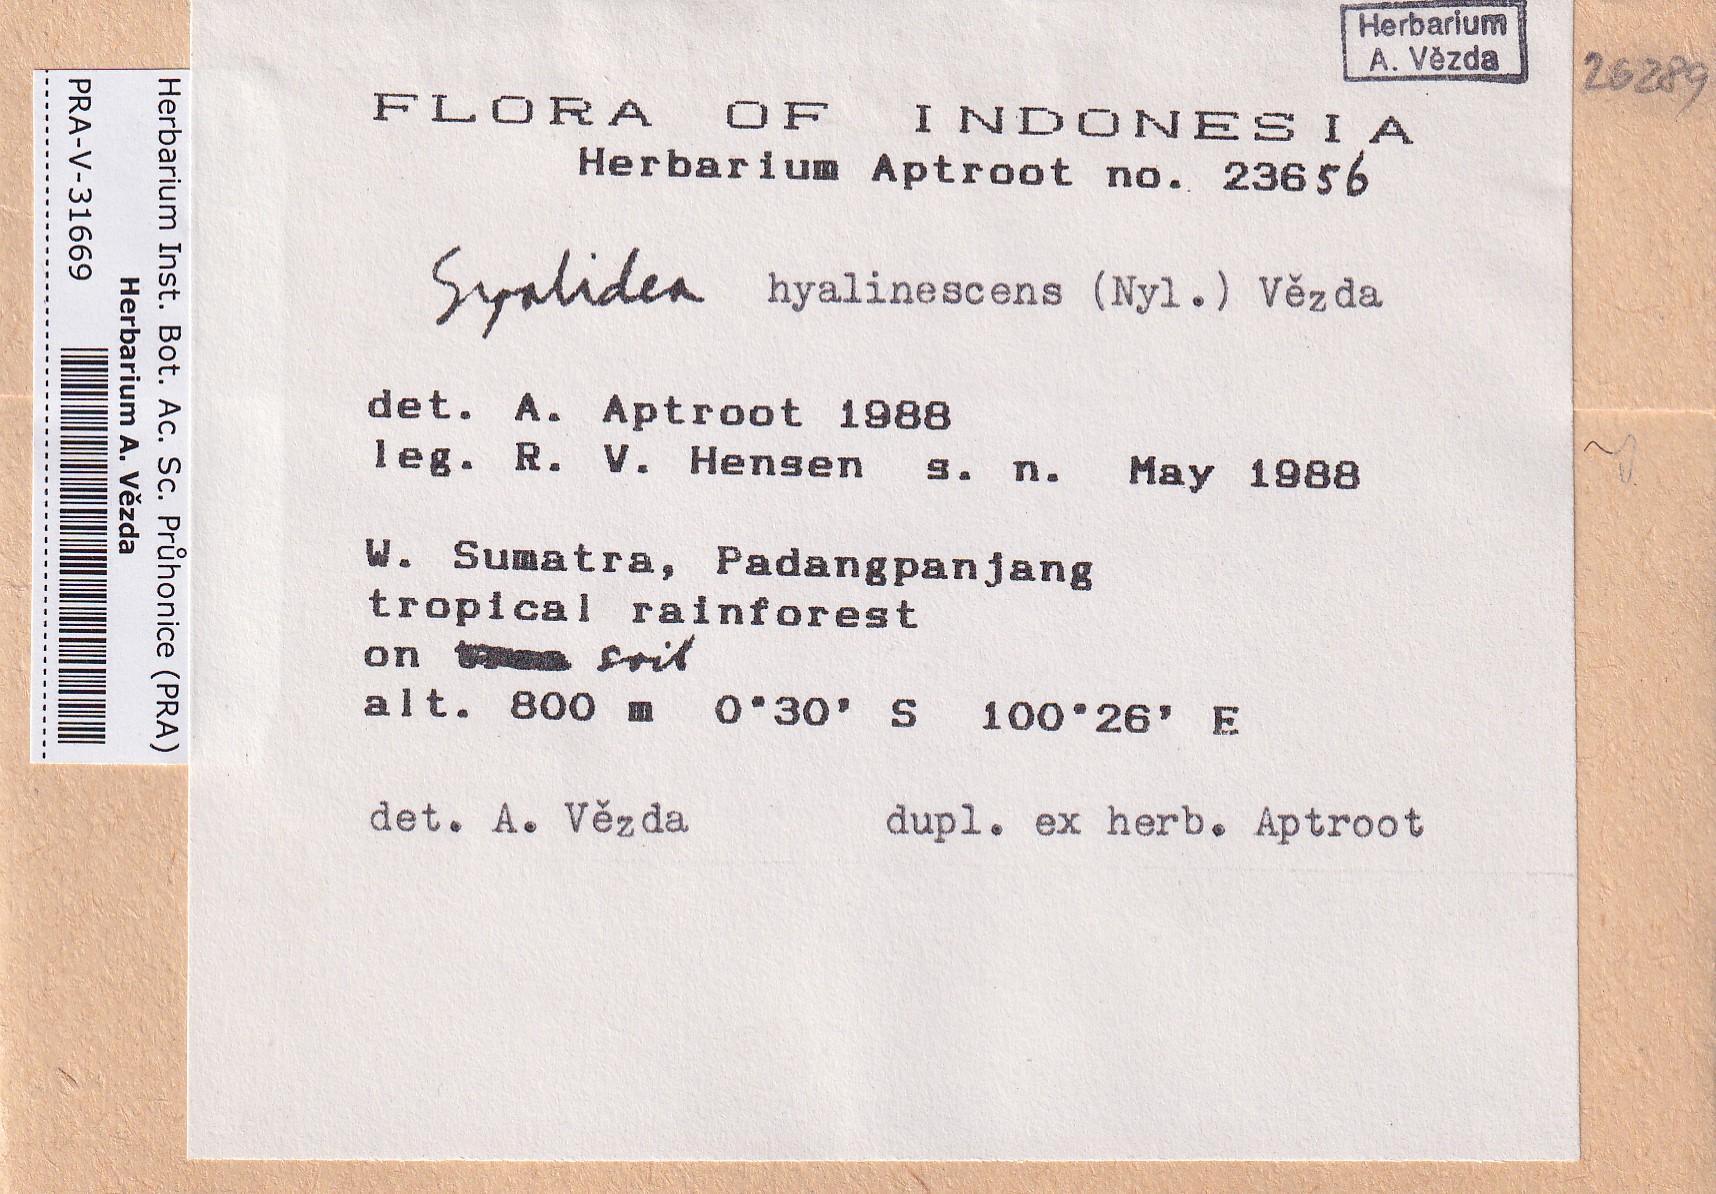 Herbarium
A. Vězda
26289
FLORA OF INDONESIA
Herbarium Aptroot no. 23656
Gyalidea hyalinescens (Nyl.) Vězda
det. A. Aptroot 1988
leg. R. V. Hensen s. n. May 1988
W. Sumatra, Padangpanjang
tropical rainforest
on soil
alt. 800 m 0°30' S 100°26' E
det. A. Vězda dupl. ex herb. Aptroot
Herbarium Inst. Bot. Ac. Sc. Průhonice (PRA)
Herbarium A. Vězda
PRA-V-31669